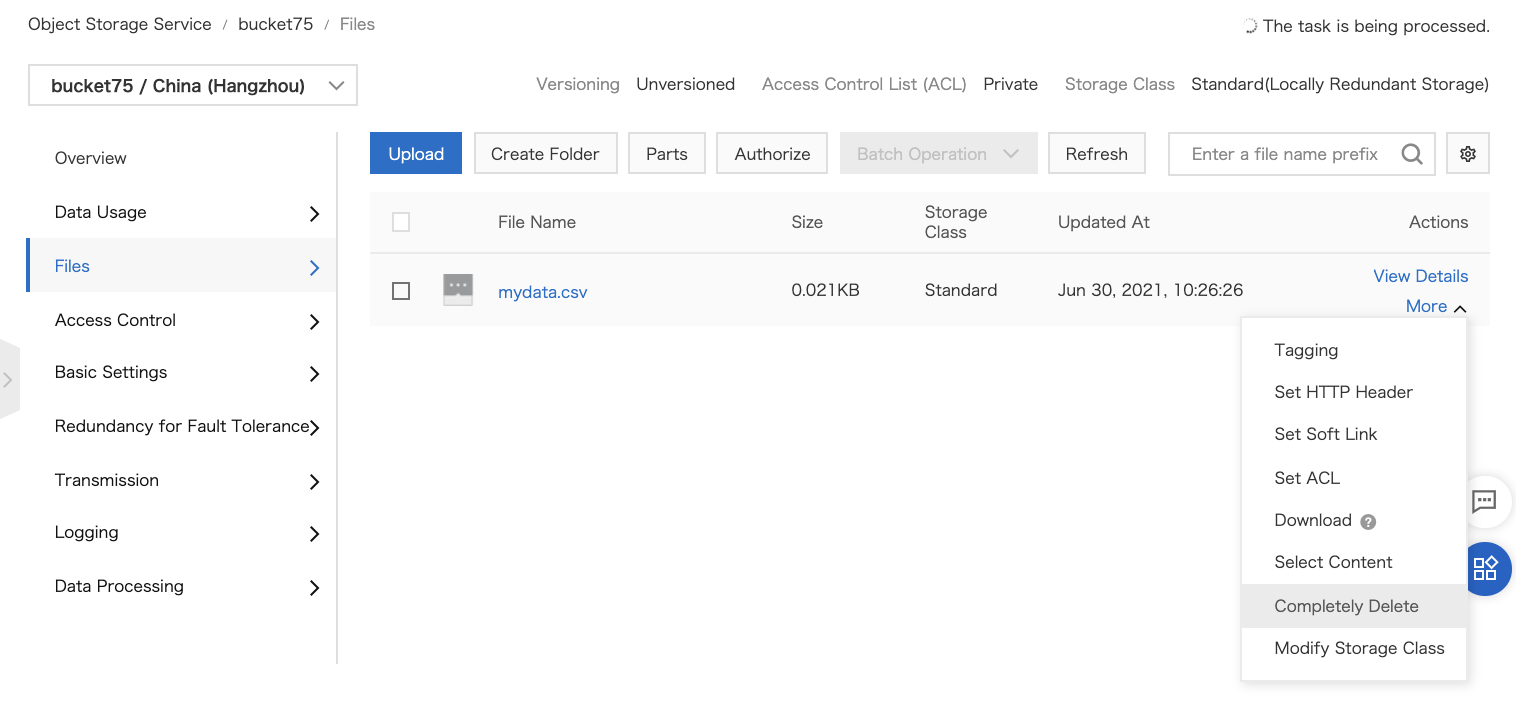 Object Storage Service / bucket75 / Files
The task is being processed.
bucket75 / China (Hangzhou)
Versioning Unversioned Access Control List (ACL) Private Storage Class Standard(Locally Redundant Storage)
Overview
Data Usage
Files
Access Control
Basic Settings
Redundancy for Fault Tolerance
Transmission
Logging
Data Processing
Upload Create Folder Parts Authorize Batch Operation Refresh Enter a file name prefix
File Name Size Storage Class Updated At Actions
mydata.csv 0.021KB Standard Jun 30, 2021, 10:26:26 View Details
More
Tagging
Set HTTP Header
Set Soft Link
Set ACL
Download ?
Select Content
Completely Delete
Modify Storage Class